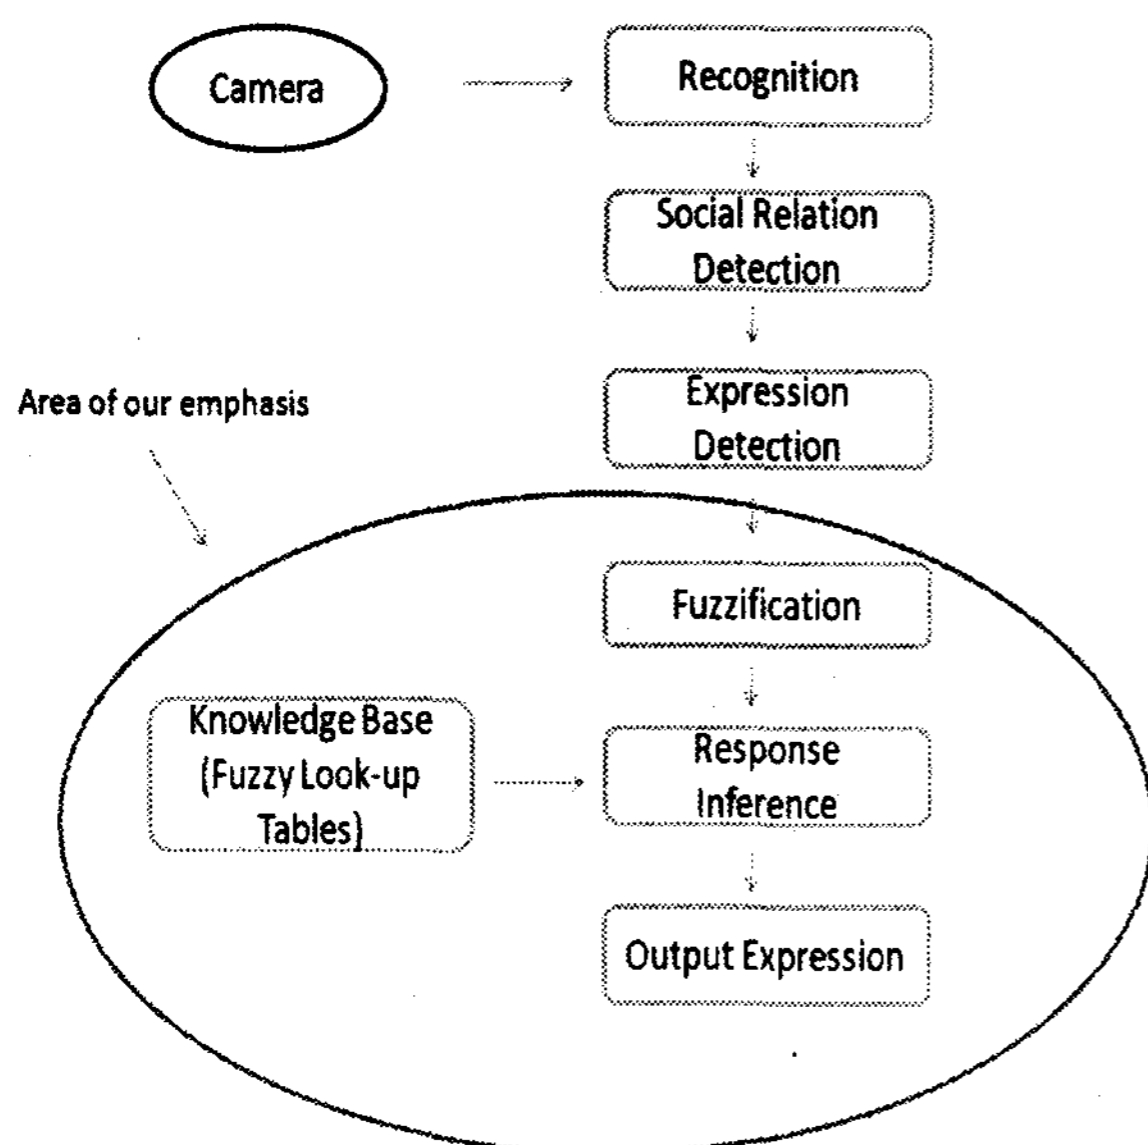 Camera
Recognition
Social Relation
Detection
Area of our emphasis
Expression
Detection
Fuzzification
Knowledge Base
(Fuzzy Look-up
Tables)
Response
Inference
Output Expression